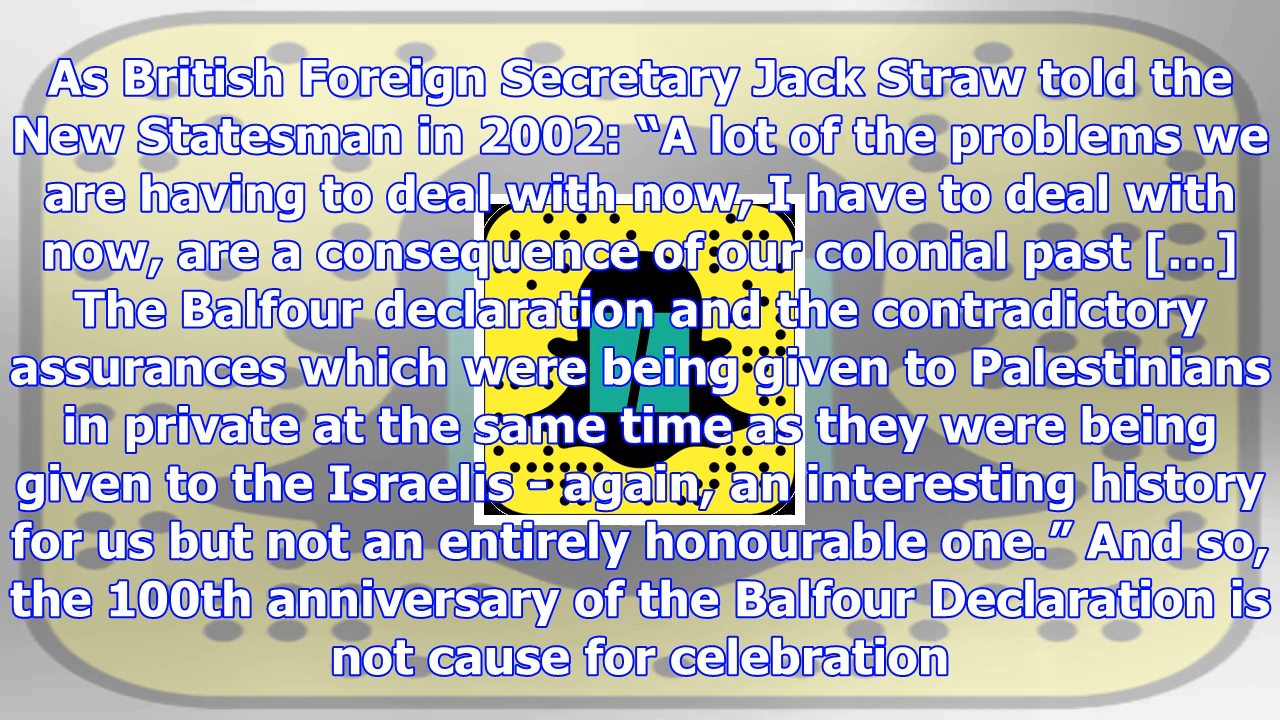 As British Foreign Secretary Jack Straw told the
New Statesman in 2002: “A lot of the problems we
are having to deal with now, I have to deal with
now, are a consequence of our colonial past [...]
The Balfour declaration and the contradictory
assurances which were being given to Palestinians
in private at the same time as they were being
given to the Israelis - again, an interesting history
for us but not an entirely honourable one.” And so,
the 100th anniversary of the Balfour Declaration is
not cause for celebration